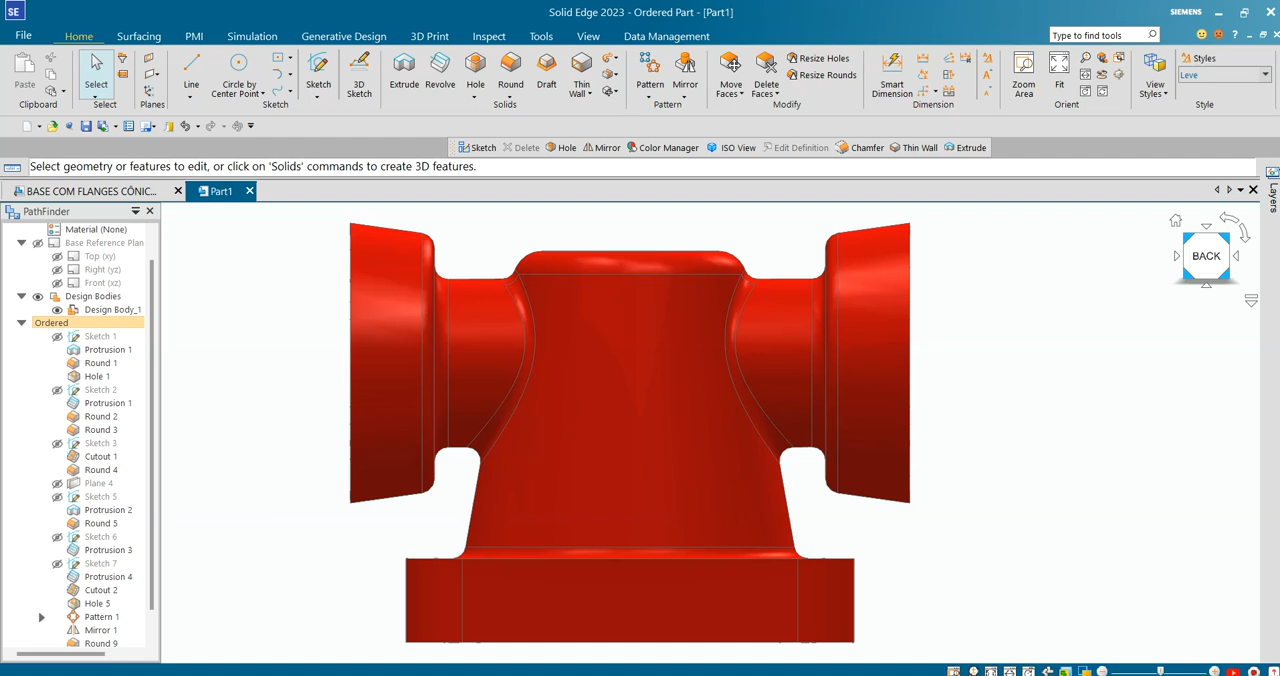 SE
Solid Edge 2023 - Ordered Part - [Part1]
SIEMENS
File Home Surfacing PMI Simulation Generative Design 3D Print Inspect Tools View Data Management
Type to find tools
Paste
Clipboard
Select
Select
Planes
Line
Circle by Center Point
Sketch
Sketch
3D Sketch
Extrude
Revolve
Hole
Round
Draft
Thin Wall
Solids
Pattern
Mirror
Pattern
Move Faces
Delete Faces
Resize Holes
Resize Rounds
Modify
Smart Dimension
Dimension
Zoom Area
Fit
Orient
View Styles
Styles
Leve
Style
Sketch Delete Hole Mirror Color Manager ISO View Edit Definition Chamfer Thin Wall Extrude
Select geometry or features to edit, or click on 'Solids' commands to create 3D features.
BASE COM FLANGES CÔNIC... Part1
Layers
PathFinder
Material (None)
Base Reference Plan
Top (xy)
Right (yz)
Front (xz)
Design Bodies
Design Body_1
Ordered
Sketch 1
Protrusion 1
Round 1
Hole 1
Sketch 2
Protrusion 1
Round 2
Round 3
Sketch 3
Cutout 1
Round 4
Plane 4
Sketch 5
Protrusion 2
Round 5
Sketch 6
Protrusion 3
Sketch 7
Protrusion 4
Cutout 2
Hole 5
Pattern 1
Mirror 1
Round 9
BACK